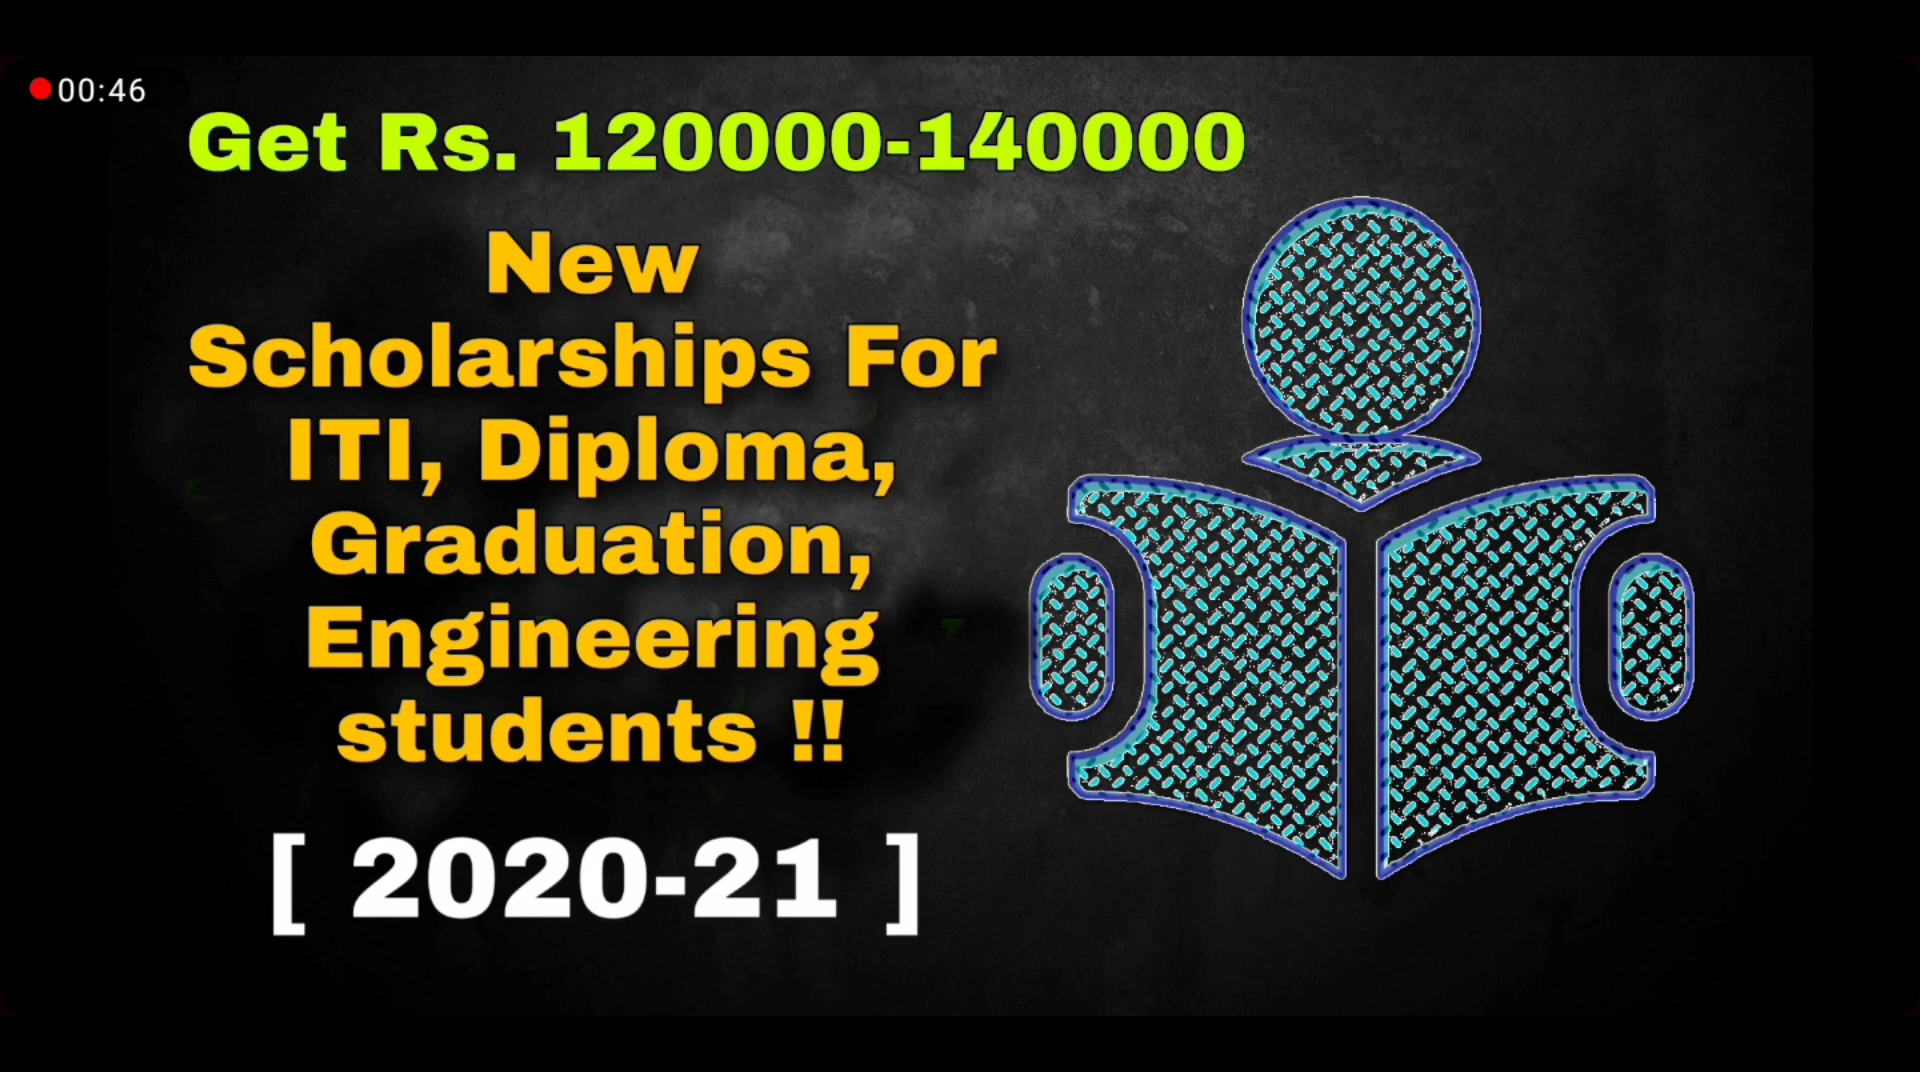 00:46
Get Rs. 120000-140000
New
Scholarships For
ITI, Diploma,
Graduation,
Engineering
students !!
[ 2020-21 ]